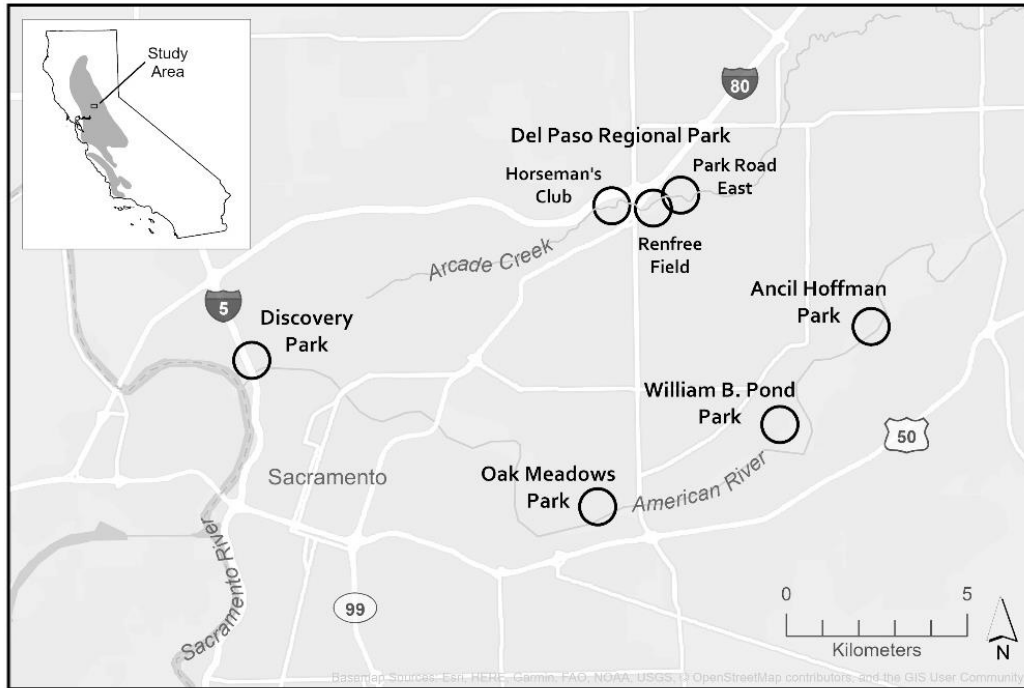 Study
Area
80
Del Paso Regional Park
Horseman's
Club
Park Road
East
Renfree
Field
Arcade Creek
Ancil Hoffman
Park
5
Discovery
Park
William B. Pond
Park
50
Sacramento
Oak Meadows
Park
American River
Sacramento River
99
0 5
Kilometers
N
Basemap Sources: Esri, HERE, Garmin, FAO, NOAA, USGS, © OpenStreetMap contributors, and the GIS User Community